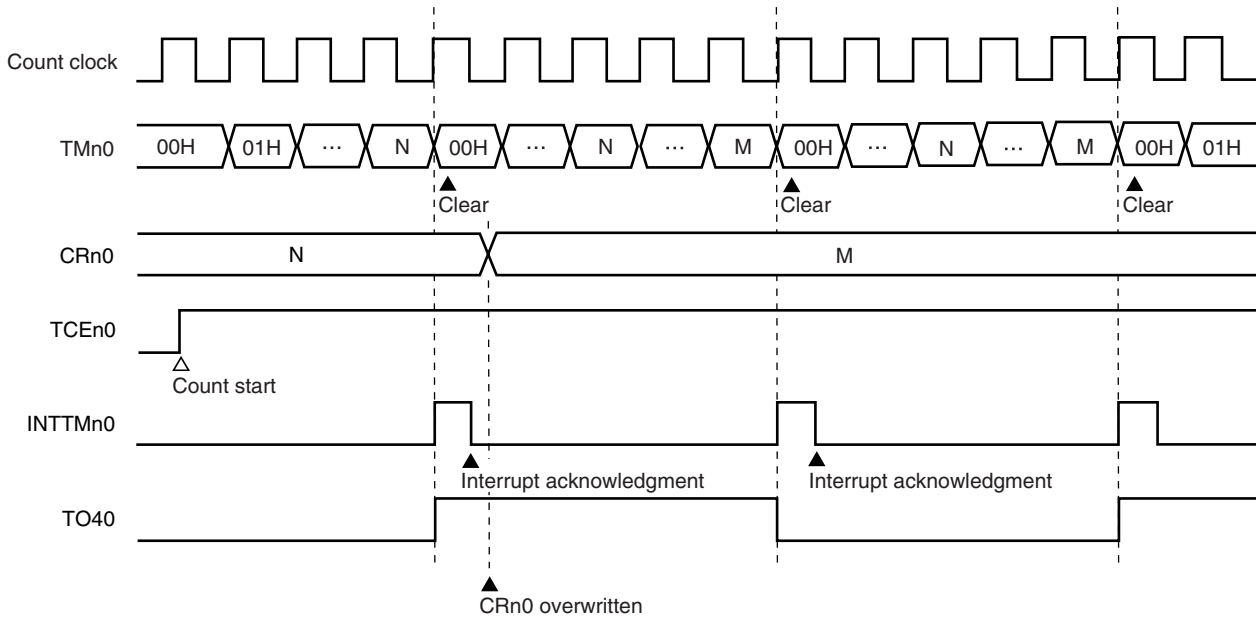 Count clock
TMn0 00H 01H ... N 00H ... N ... M 00H ... N ... M 00H 01H
Clear Clear Clear
CRn0 N M
TCEn0
Count start
INTTMn0
Interrupt acknowledgment Interrupt acknowledgment
TO40
CRn0 overwritten